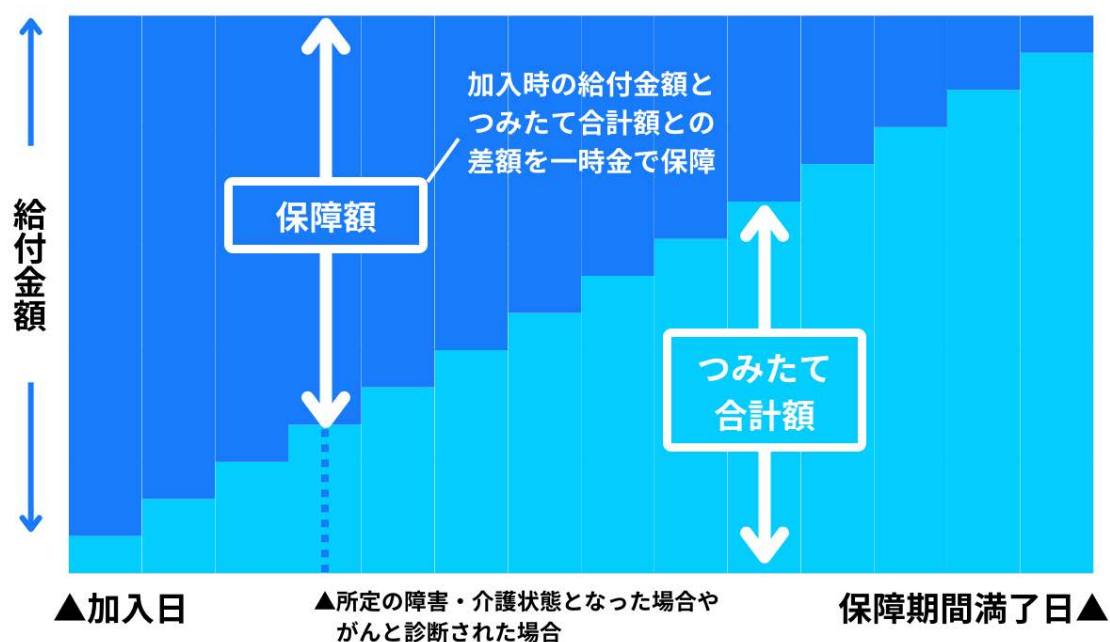 加入時の給付金額と
つみたて合計額との
差額を一時金で保障
保障額
給付金額
つみたて
合計額
▲加入日
▲所定の障害・介護状態となった場合や
がんと診断された場合
保障期間満了日▲